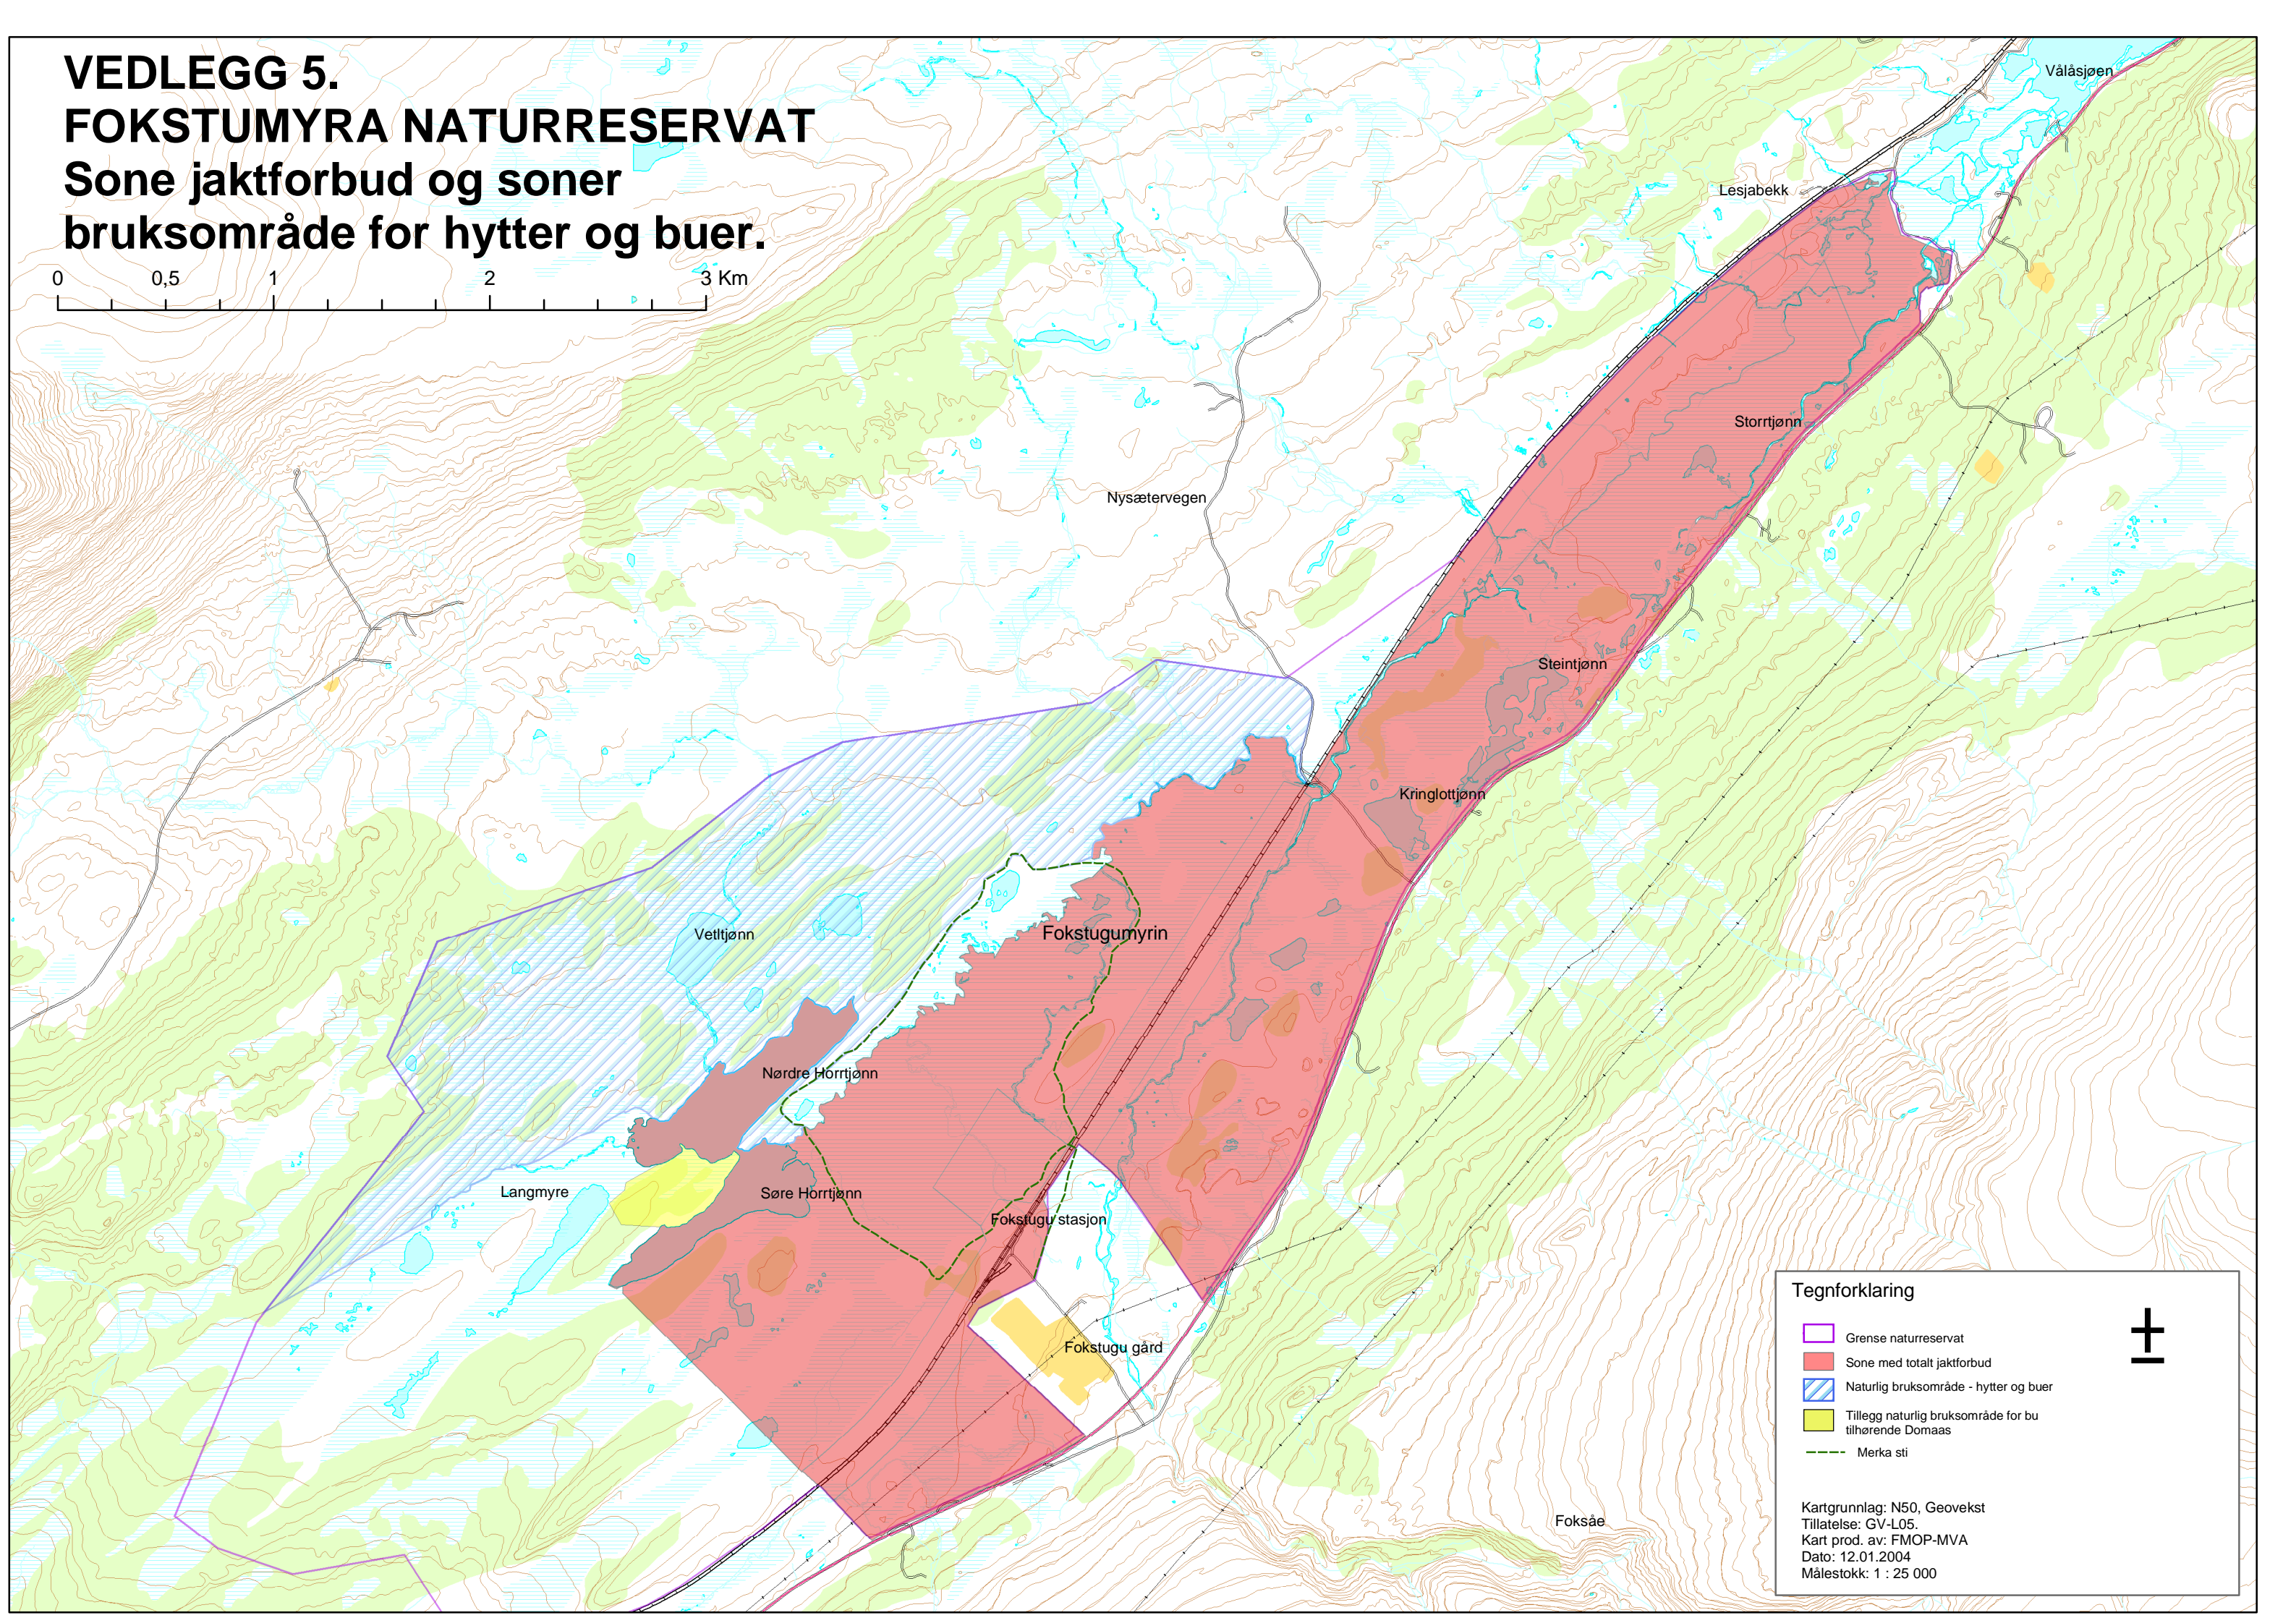 VEDLEGG 5.
FOKSTUMYRA NATURRESERVAT
Sone jaktforbud og soner
bruksområde for hytter og buer.
0 0,5 1 2 3 Km
Vålåsjøen
Lesjabekk
Storrtjønn
Nysætervegen
Steintjønn
Kringlottjønn
Fokstugumyrin
Vetltjønn
Nørdre Horrtjønn
Langmyre
Søre Horrtjønn
Fokstugu stasjon
Fokstugu gård
Foksåe
Tegnforklaring
Grense naturreservat
Sone med totalt jaktforbud
Naturlig bruksområde - hytter og buer
Tillegg naturlig bruksområde for bu
tilhørende Domaas
Merka sti
Kartgrunnlag: N50, Geovekst
Tillatelse: GV-L05.
Kart prod. av: FMOP-MVA
Dato: 12.01.2004
Målestokk: 1 : 25 000